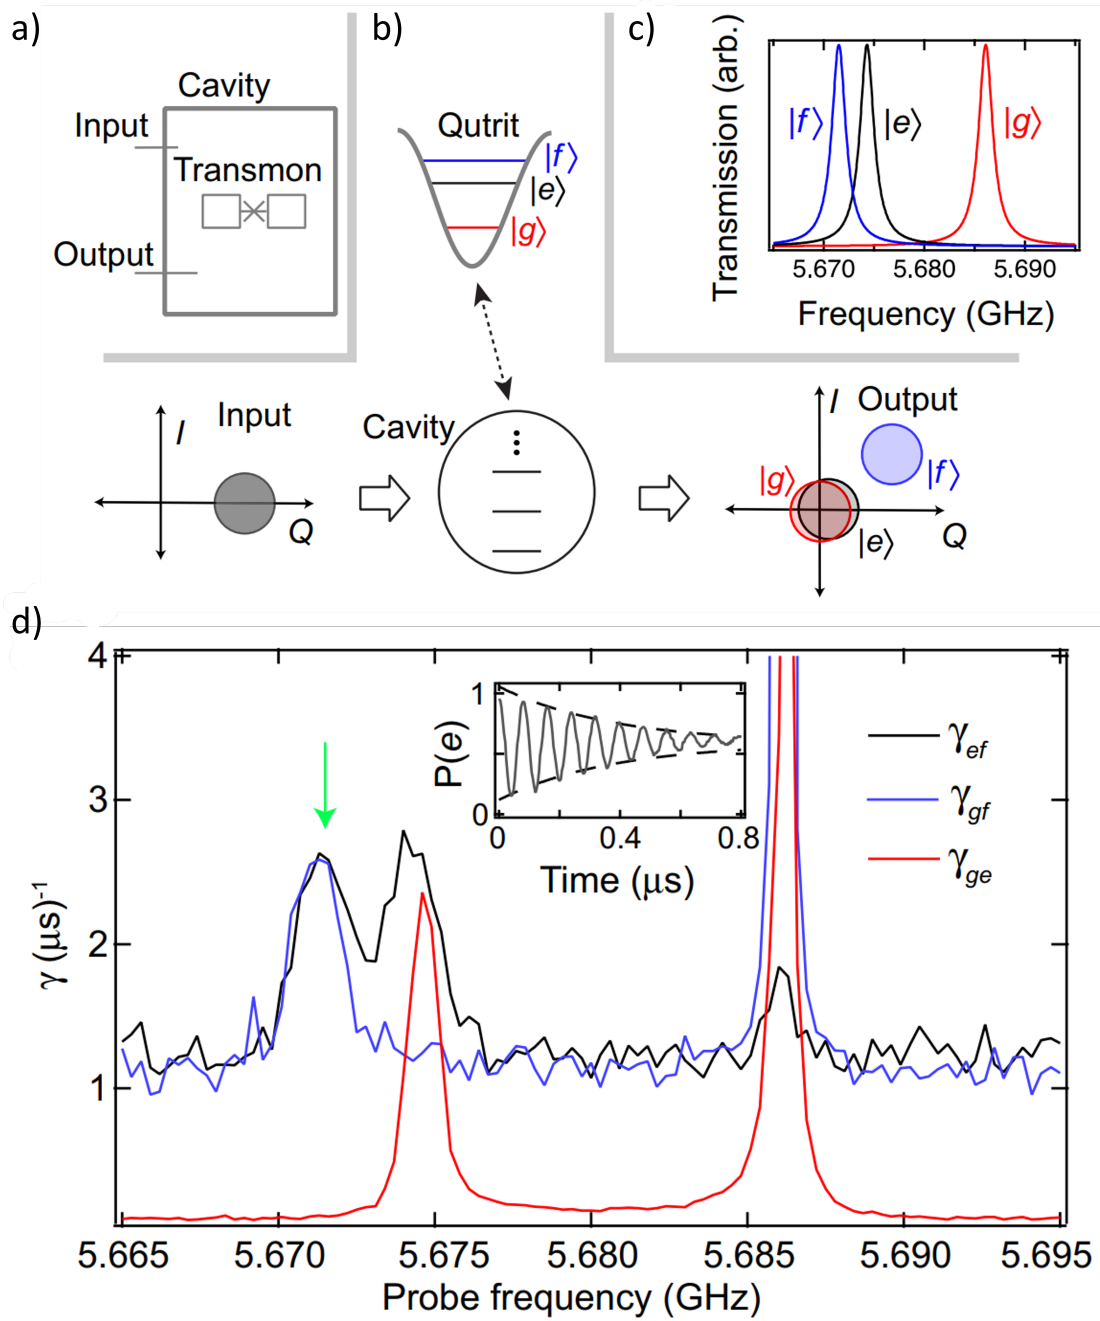 a)
Cavity
Input
Transmon
Output
b)
Qutrit
|f⟩
|e⟩
|g⟩
c)
Transmission (arb.)
|f⟩
|e⟩
|g⟩
5.670 5.680 5.690
Frequency (GHz)
Input
I
Q
Cavity
Output
I
|g⟩
|f⟩
|e⟩
Q
d)
4
3
2
1
γ (μs)⁻¹
P(e)
1
0
0 0.4 0.8
Time (μs)
γef
γgf
γge
5.665 5.670 5.675 5.680 5.685 5.690 5.695
Probe frequency (GHz)